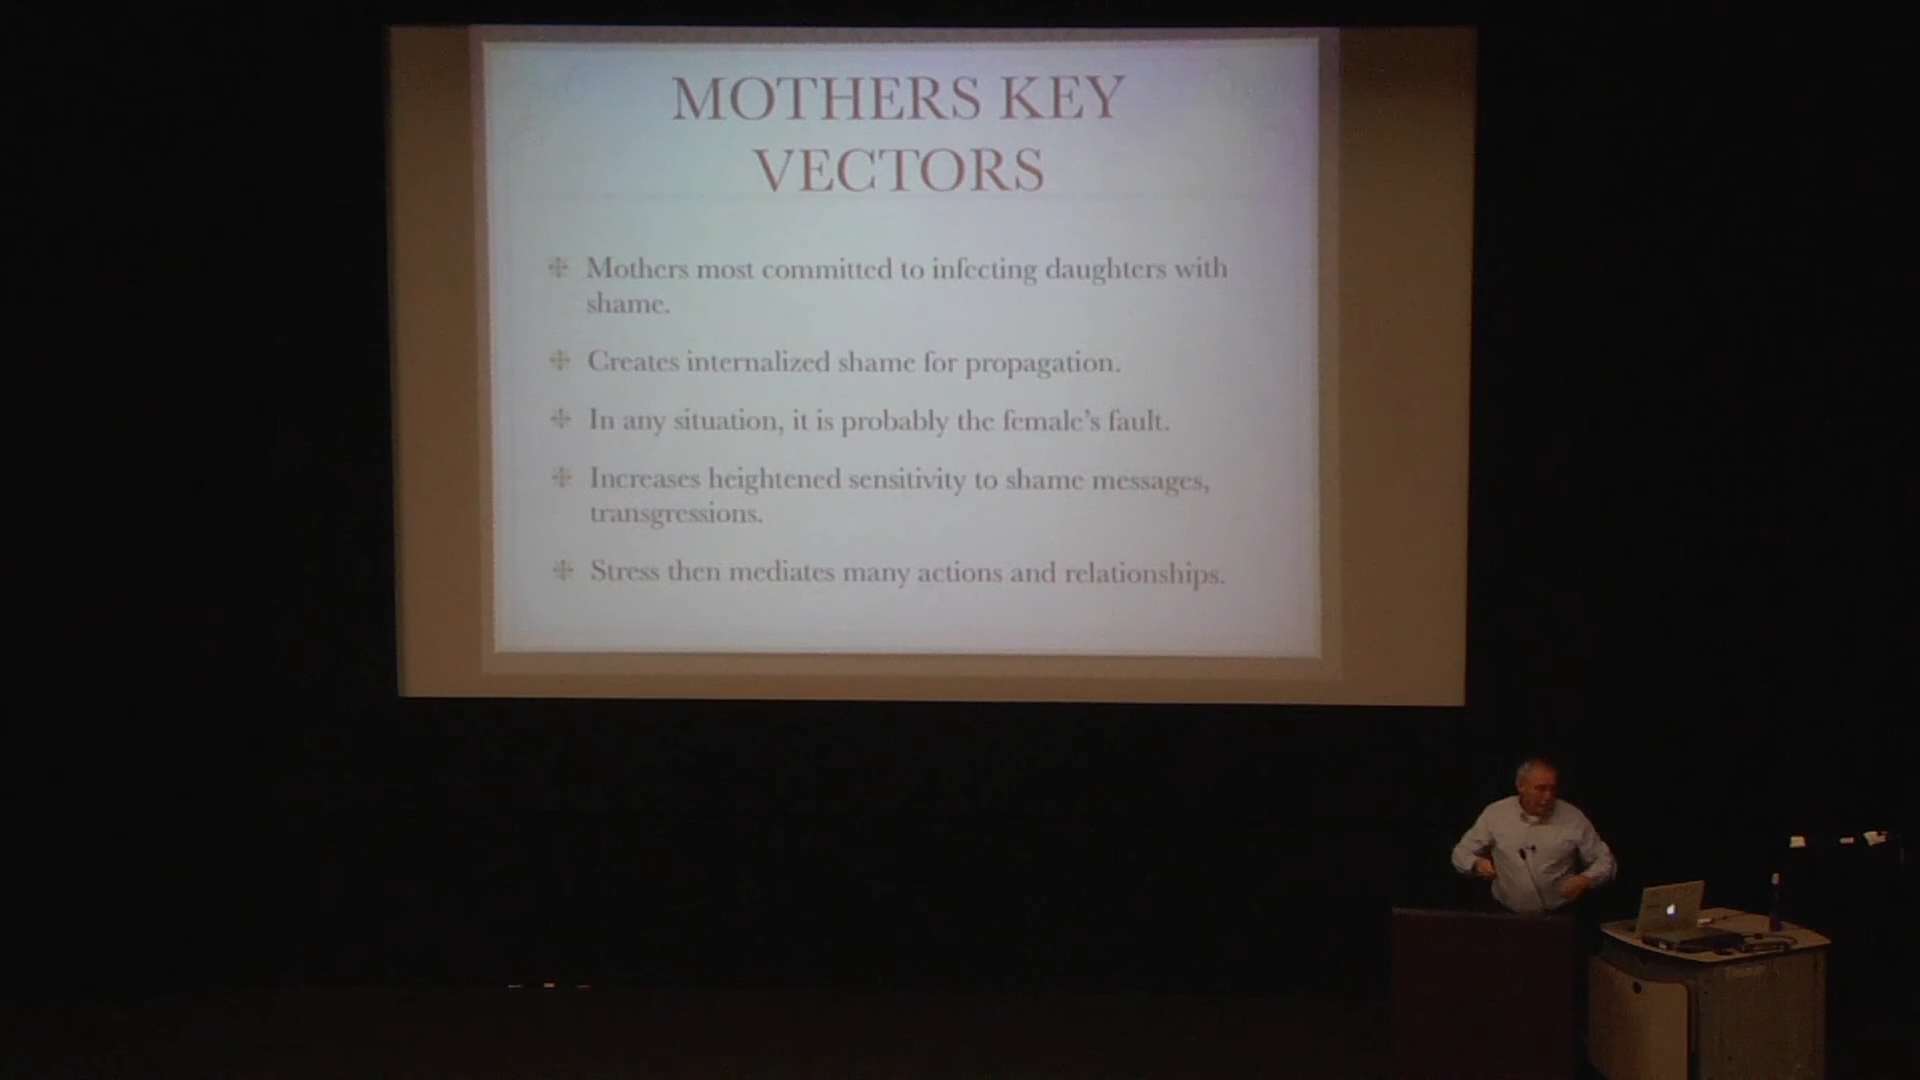 MOTHERS KEY
VECTORS
Mothers most committed to infecting daughters with
shame.
Creates internalized shame for propagation.
In any situation, it is probably the female's fault.
Increases heightened sensitivity to shame messages,
transgressions.
Stress then mediates many actions and relationships.